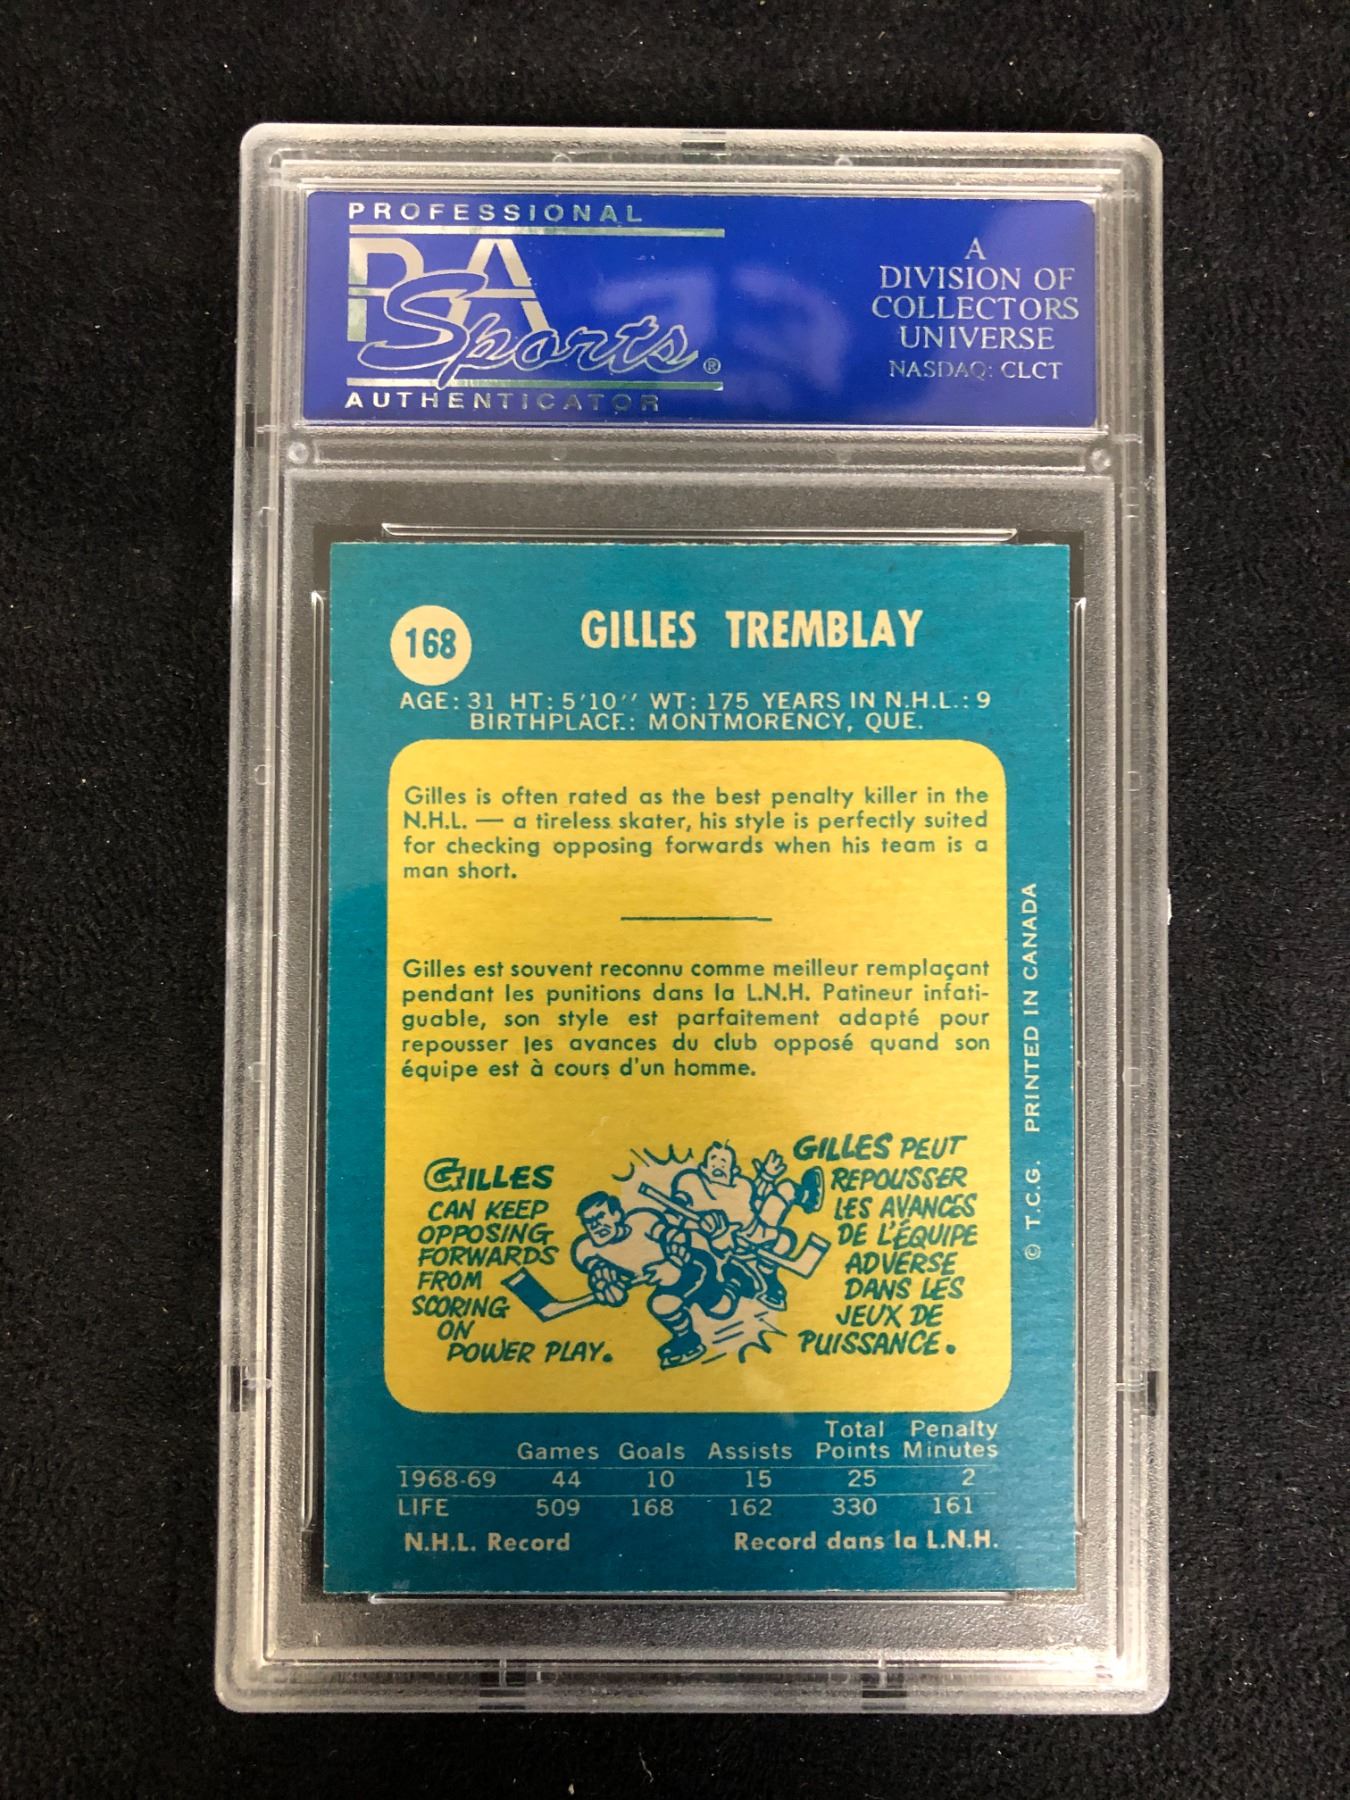 PROFESSIONAL
PSA
Sports®
AUTHENTICATOR
A
DIVISION OF
COLLECTORS
UNIVERSE
NASDAQ: CLCT
168
GILLES TREMBLAY
AGE: 31 HT: 5'10'' WT: 175 YEARS IN N.H.L.: 9
BIRTHPLACE: MONTMORENCY, QUE.
Gilles is often rated as the best penalty killer in the
N.H.L. — a tireless skater, his style is perfectly suited
for checking opposing forwards when his team is a
man short.
Gilles est souvent reconnu comme meilleur remplaçant
pendant les punitions dans la L.N.H. Patineur infati-
guable, son style est parfaitement adapté pour
repousser les avances du club opposé quand son
équipe est à cours d'un homme.
GILLES
CAN KEEP
OPPOSING
FORWARDS
FROM
SCORING
ON
POWER PLAY.
GILLES PEUT
REPOUSSER
LES AVANCES
DE L'ÉQUIPE
ADVERSE
DANS LES
JEUX DE
PUISSANCE.
© T.C.G. PRINTED IN CANADA
Total Penalty
Games Goals Assists Points Minutes
1968-69 44 10 15 25 2
LIFE 509 168 162 330 161
N.H.L. Record Record dans la L.N.H.